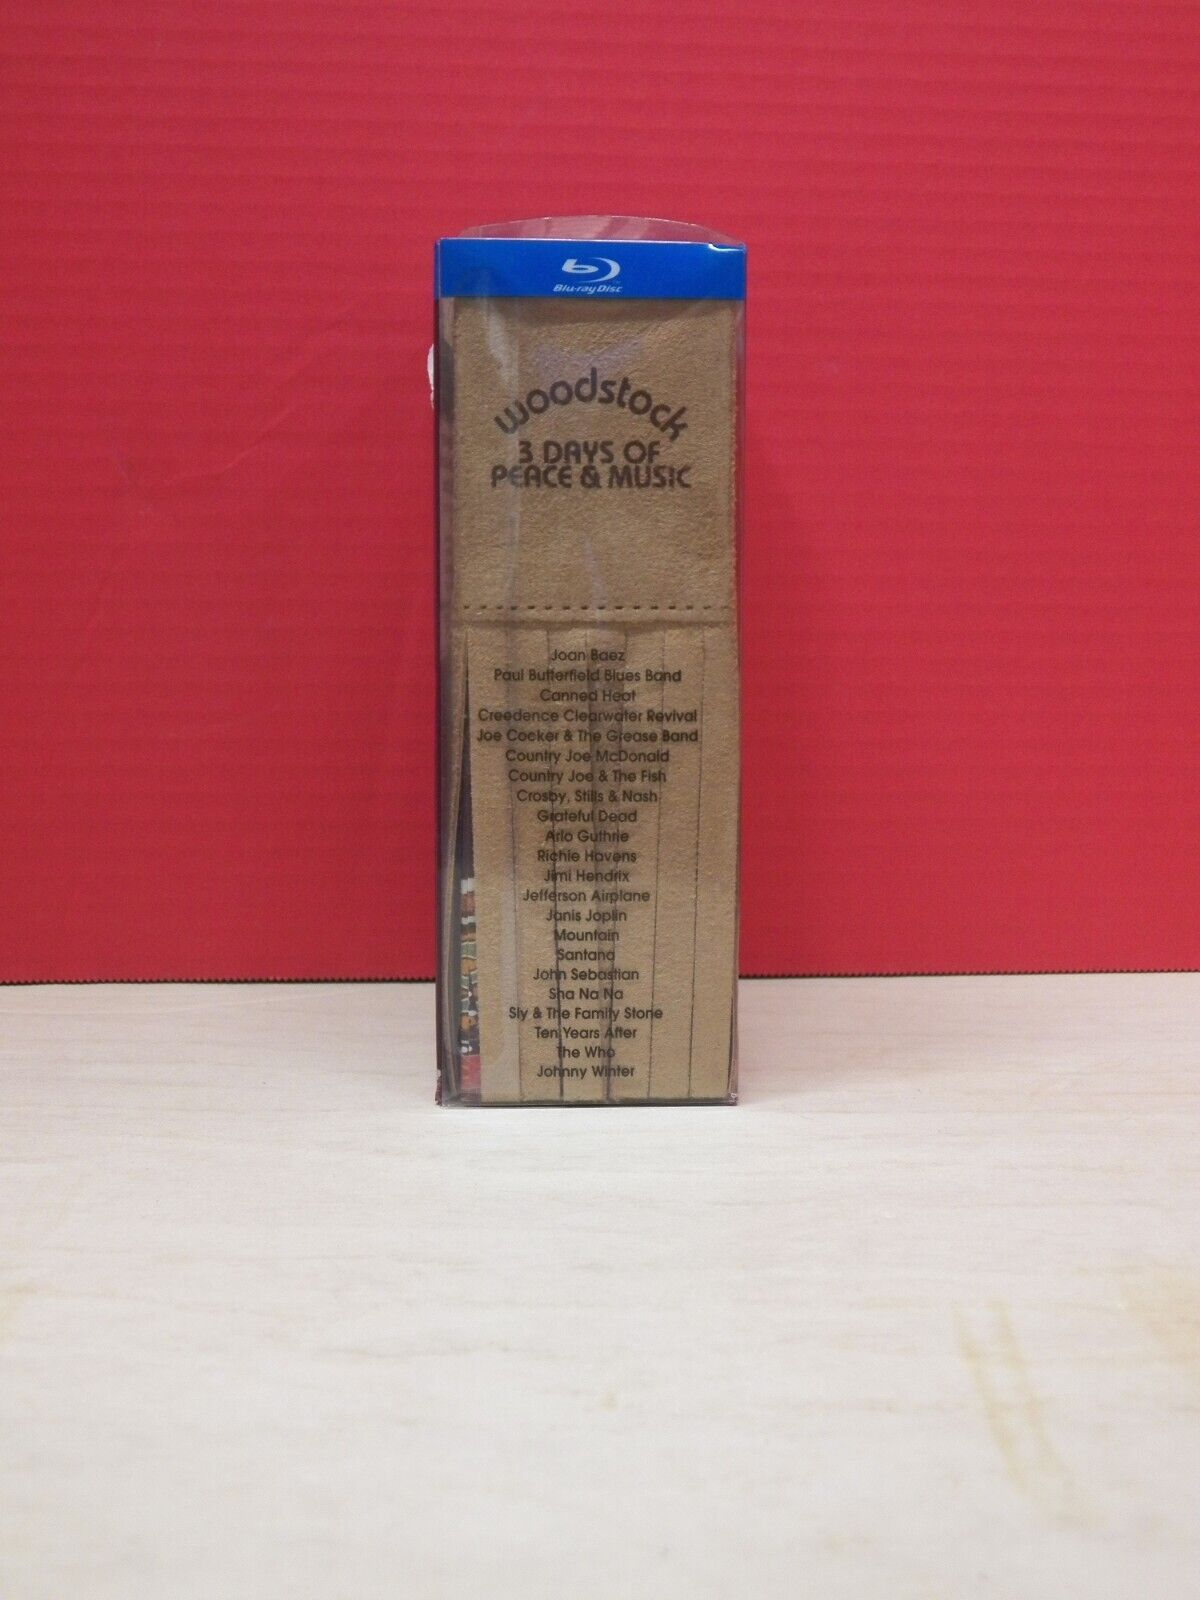 Blu-ray Disc
woodstock
3 DAYS OF
PEACE & MUSIC
Joan Baez
Paul Butterfield Blues Band
Canned Heat
Creedence Clearwater Revival
Joe Cocker & The Grease Band
Country Joe McDonald
Country Joe & The Fish
Crosby, Stills & Nash
Grateful Dead
Arlo Guthrie
Richie Havens
Jimi Hendrix
Jefferson Airplane
Janis Joplin
Mountain
Santana
John Sebastian
Sha Na Na
Sly & The Family Stone
Ten Years After
The Who
Johnny Winter